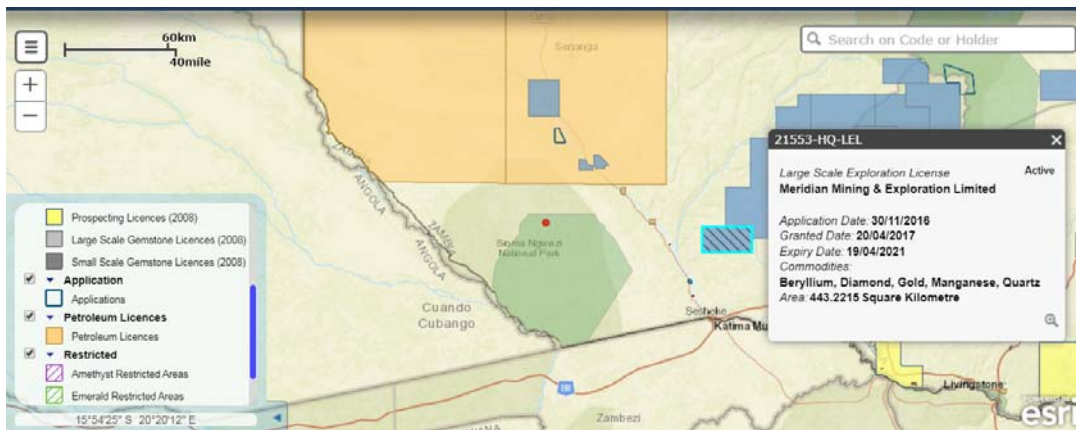 60km
40mile
Search on Code or Holder
Senanga
+
−
21553-HQ-LEL
Large Scale Exploration License
Active
Meridian Mining & Exploration Limited
Application Date: 30/11/2016
Granted Date: 20/04/2017
Expiry Date: 19/04/2021
Commodities:
Beryllium, Diamond, Gold, Manganese, Quartz
Area: 443.2215 Square Kilometre
ZAMBIA
ANGOLA
ZAMBIA
ANGOLA
Sioma Ngwezi
National Park
Cuando
Cubango
Sesheke
Katima Mu
Livingstone
Zambezi
B8
Prospecting Licences (2008)
Large Scale Gemstone Licences (2008)
Small Scale Gemstone Licences (2008)
Application
Applications
Petroleum Licences
Petroleum Licences
Restricted
Amethyst Restricted Areas
Emerald Restricted Areas
15°54'25" S 20°20'12" E
POWERED BY
esri